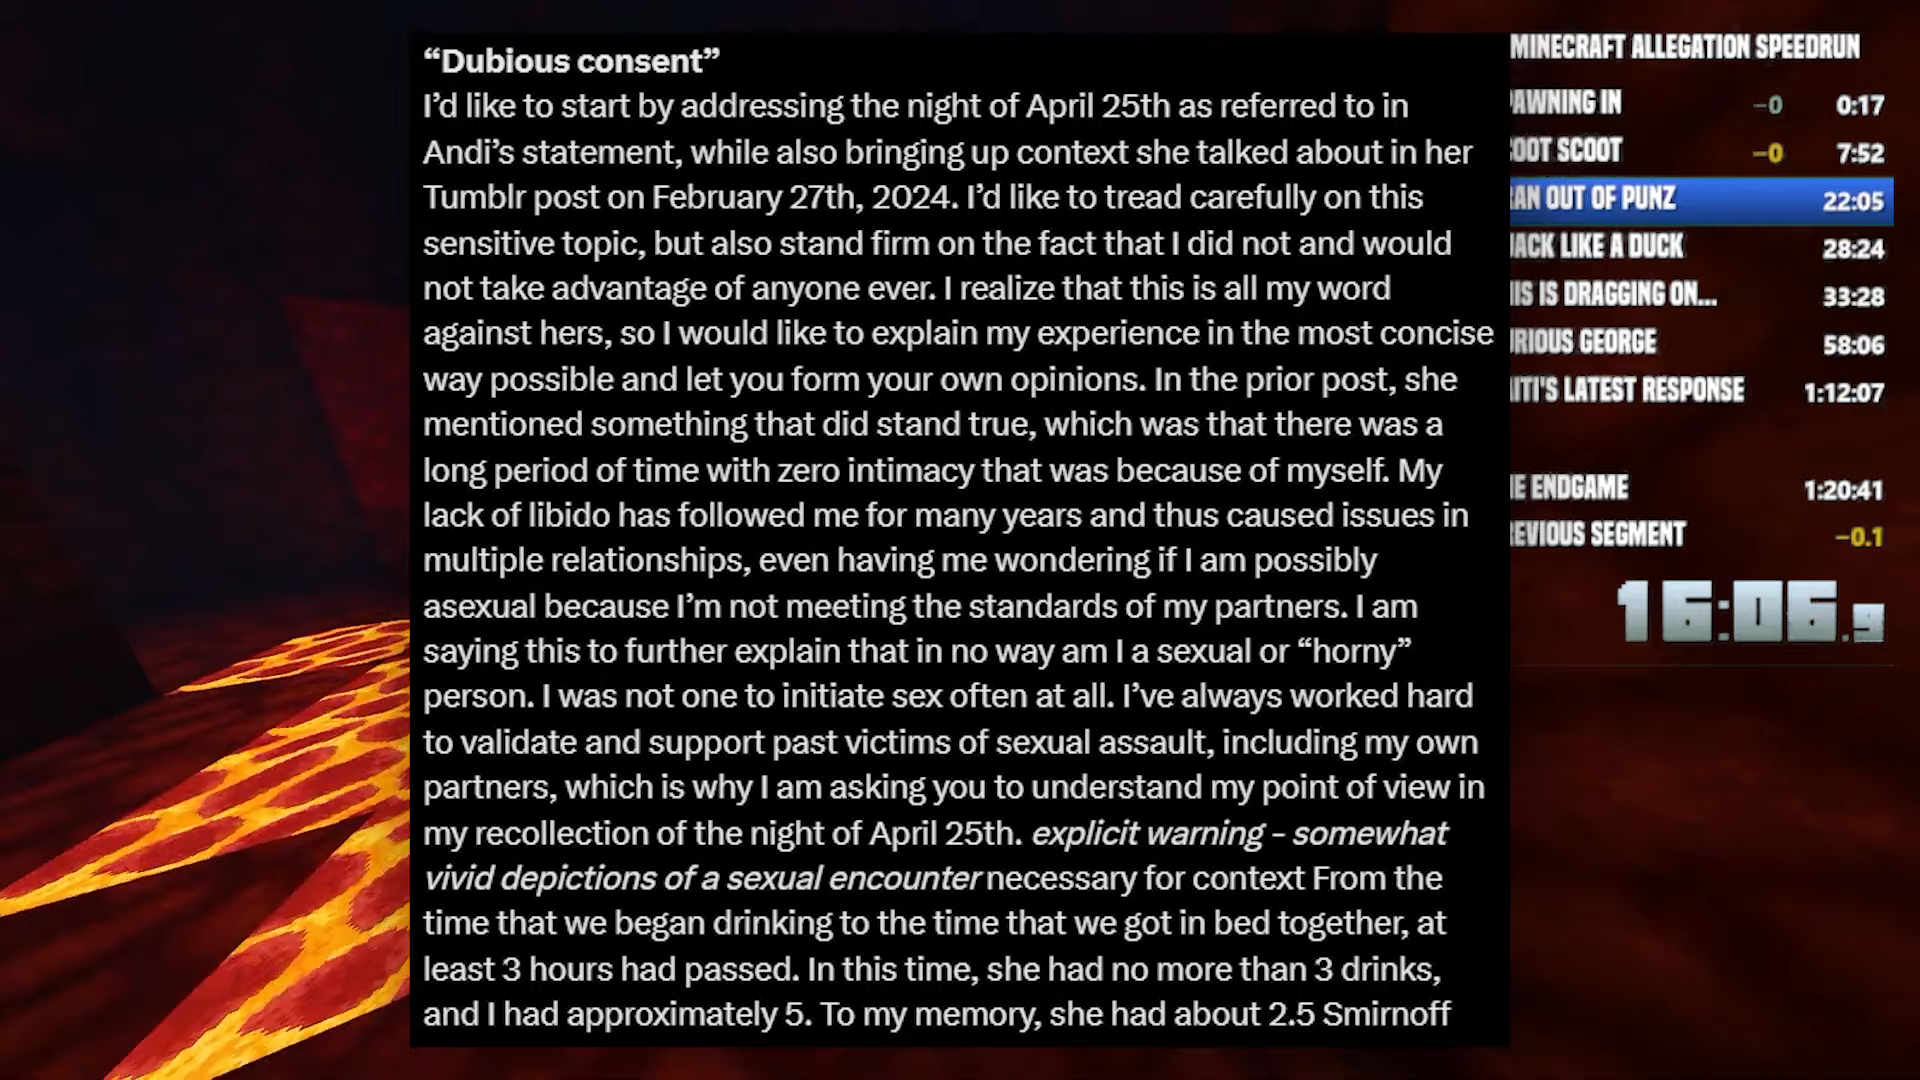 “Dubious consent”
I’d like to start by addressing the night of April 25th as referred to in
Andi’s statement, while also bringing up context she talked about in her
Tumblr post on February 27th, 2024. I’d like to tread carefully on this
sensitive topic, but also stand firm on the fact that I did not and would
not take advantage of anyone ever. I realize that this is all my word
against hers, so I would like to explain my experience in the most concise
way possible and let you form your own opinions. In the prior post, she
mentioned something that did stand true, which was that there was a
long period of time with zero intimacy that was because of myself. My
lack of libido has followed me for many years and thus caused issues in
multiple relationships, even having me wondering if I am possibly
asexual because I’m not meeting the standards of my partners. I am
saying this to further explain that in no way am I a sexual or “horny”
person. I was not one to initiate sex often at all. I’ve always worked hard
to validate and support past victims of sexual assault, including my own
partners, which is why I am asking you to understand my point of view in
my recollection of the night of April 25th. explicit warning - somewhat
vivid depictions of a sexual encounter necessary for context From the
time that we began drinking to the time that we got in bed together, at
least 3 hours had passed. In this time, she had no more than 3 drinks,
and I had approximately 5. To my memory, she had about 2.5 Smirnoff
MINECRAFT ALLEGATION SPEEDRUN
AWNING IN −0 0:17
OOT SCOOT −0 7:52
AN OUT OF PUNZ 22:05
ACK LIKE A DUCK 28:24
IS IS DRAGGING ON... 33:28
RIOUS GEORGE 58:06
ITI'S LATEST RESPONSE 1:12:07
E ENDGAME 1:20:41
EVIOUS SEGMENT −0.1
16:06.9